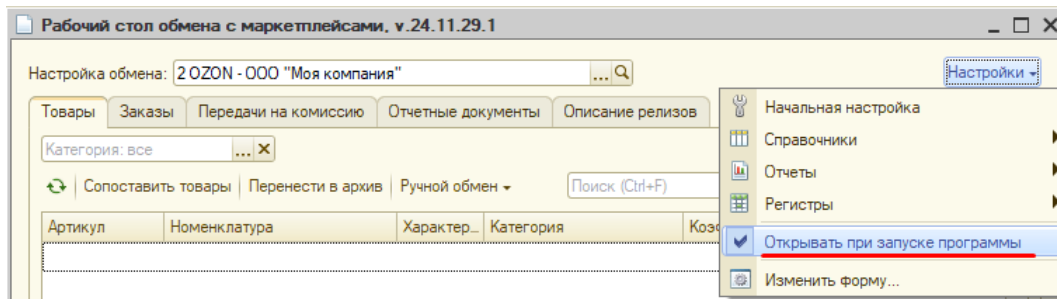 Рабочий стол обмена с маркетплейсами, v.24.11.29.1
Настройка обмена: 2 OZON - ООО "Моя компания" ...
Настройки
Товары Заказы Передачи на комиссию Отчетные документы Описание релизов
Категория: все ...
Сопоставить товары Перенести в архив Ручной обмен Поиск (Ctrl+F)
Артикул Номенклатура Характер... Категория
Начальная настройка
Справочники
Отчеты
Регистры
Открывать при запуске программы
Изменить форму...